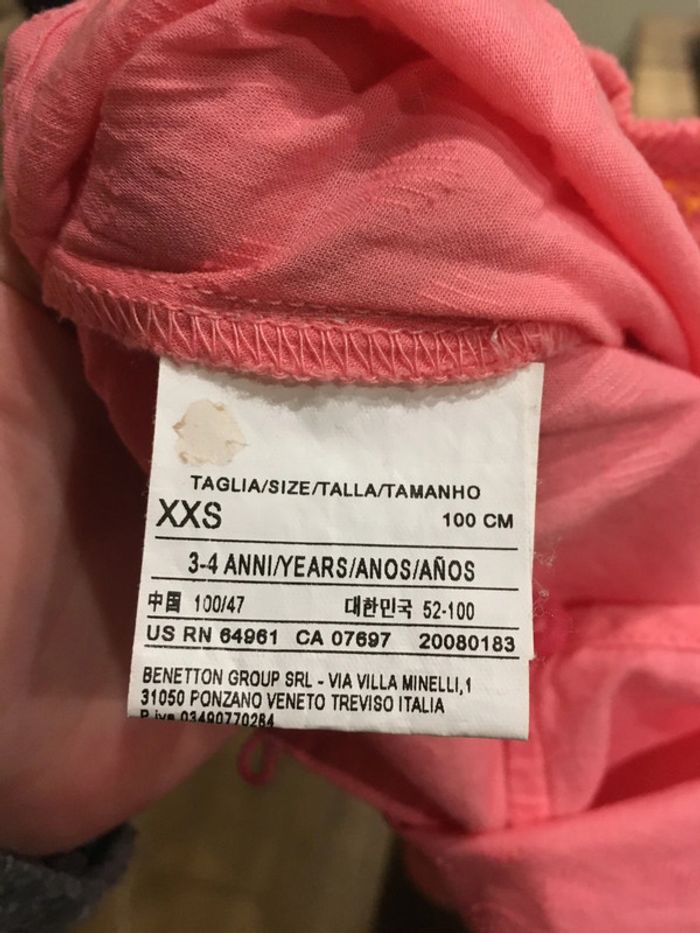 TAGLIA/SIZE/TALLA/TAMANHO
XXS 100 CM
3-4 ANNI/YEARS/ANOS/AÑOS
中国 100/47 대한민국 52-100
US RN 64961 CA 07697 20080183
BENETTON GROUP SRL - VIA VILLA MINELLI,1
31050 PONZANO VENETO TREVISO ITALIA
P.iva 03490770264